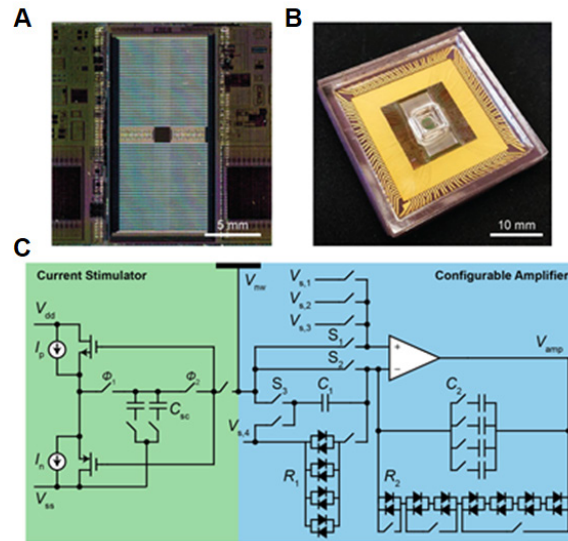 A
B
5 mm
10 mm
C
Current Stimulator
Configurable Amplifier
V_nw
V_s,1
V_s,2
V_s,3
V_dd
I_p
S_1
S_2
+
−
V_amp
Φ_1
Φ_2
C_sc
S_3
C_1
C_2
V_s,4
I_n
R_1
R_2
V_ss